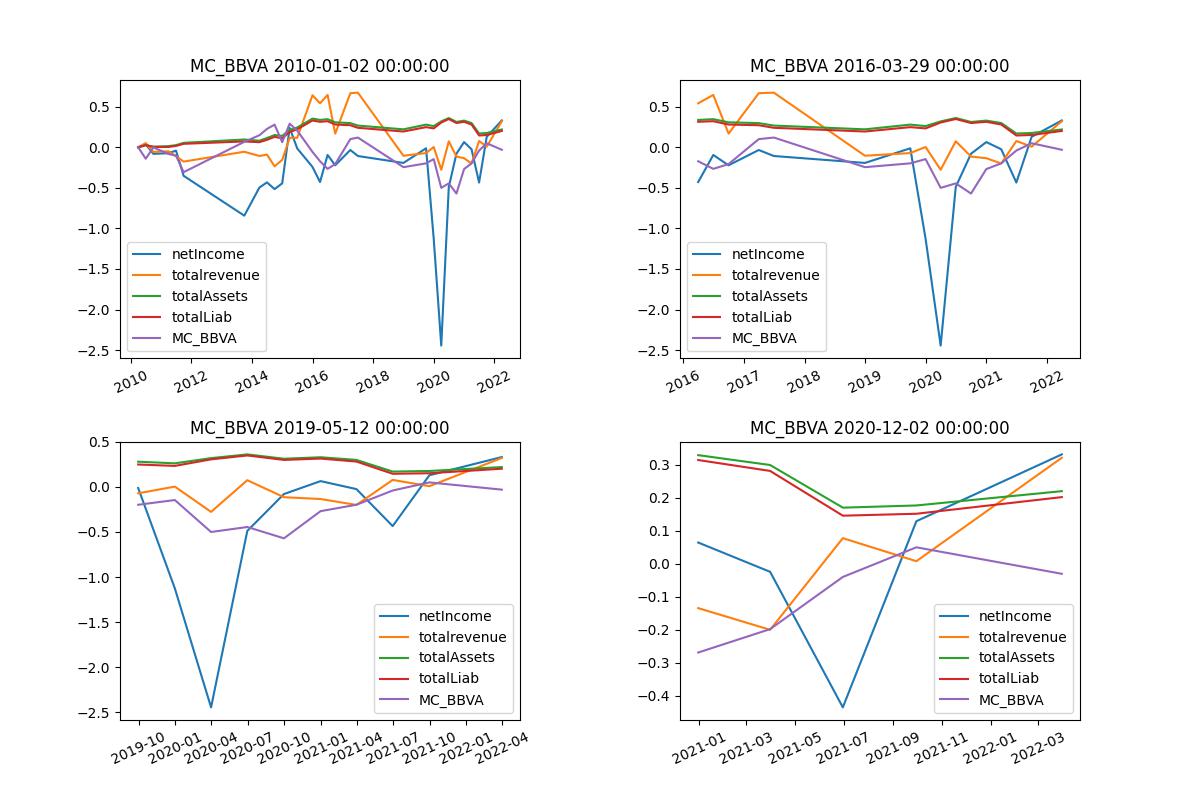 MC_BBVA 2010-01-02 00:00:00
0.5
0.0
−0.5
−1.0
−1.5
−2.0
−2.5
netIncome
totalrevenue
totalAssets
totalLiab
MC_BBVA
2010
2012
2014
2016
2018
2020
2022
MC_BBVA 2016-03-29 00:00:00
0.5
0.0
−0.5
−1.0
−1.5
−2.0
−2.5
netIncome
totalrevenue
totalAssets
totalLiab
MC_BBVA
2016
2017
2018
2019
2020
2021
2022
MC_BBVA 2019-05-12 00:00:00
0.5
0.0
−0.5
−1.0
−1.5
−2.0
−2.5
netIncome
totalrevenue
totalAssets
totalLiab
MC_BBVA
2019-10
2020-01
2020-04
2020-07
2020-10
2021-01
2021-04
2021-07
2021-10
2022-01
2022-04
MC_BBVA 2020-12-02 00:00:00
0.3
0.2
0.1
0.0
−0.1
−0.2
−0.3
−0.4
netIncome
totalrevenue
totalAssets
totalLiab
MC_BBVA
2021-01
2021-03
2021-05
2021-07
2021-09
2021-11
2022-01
2022-03